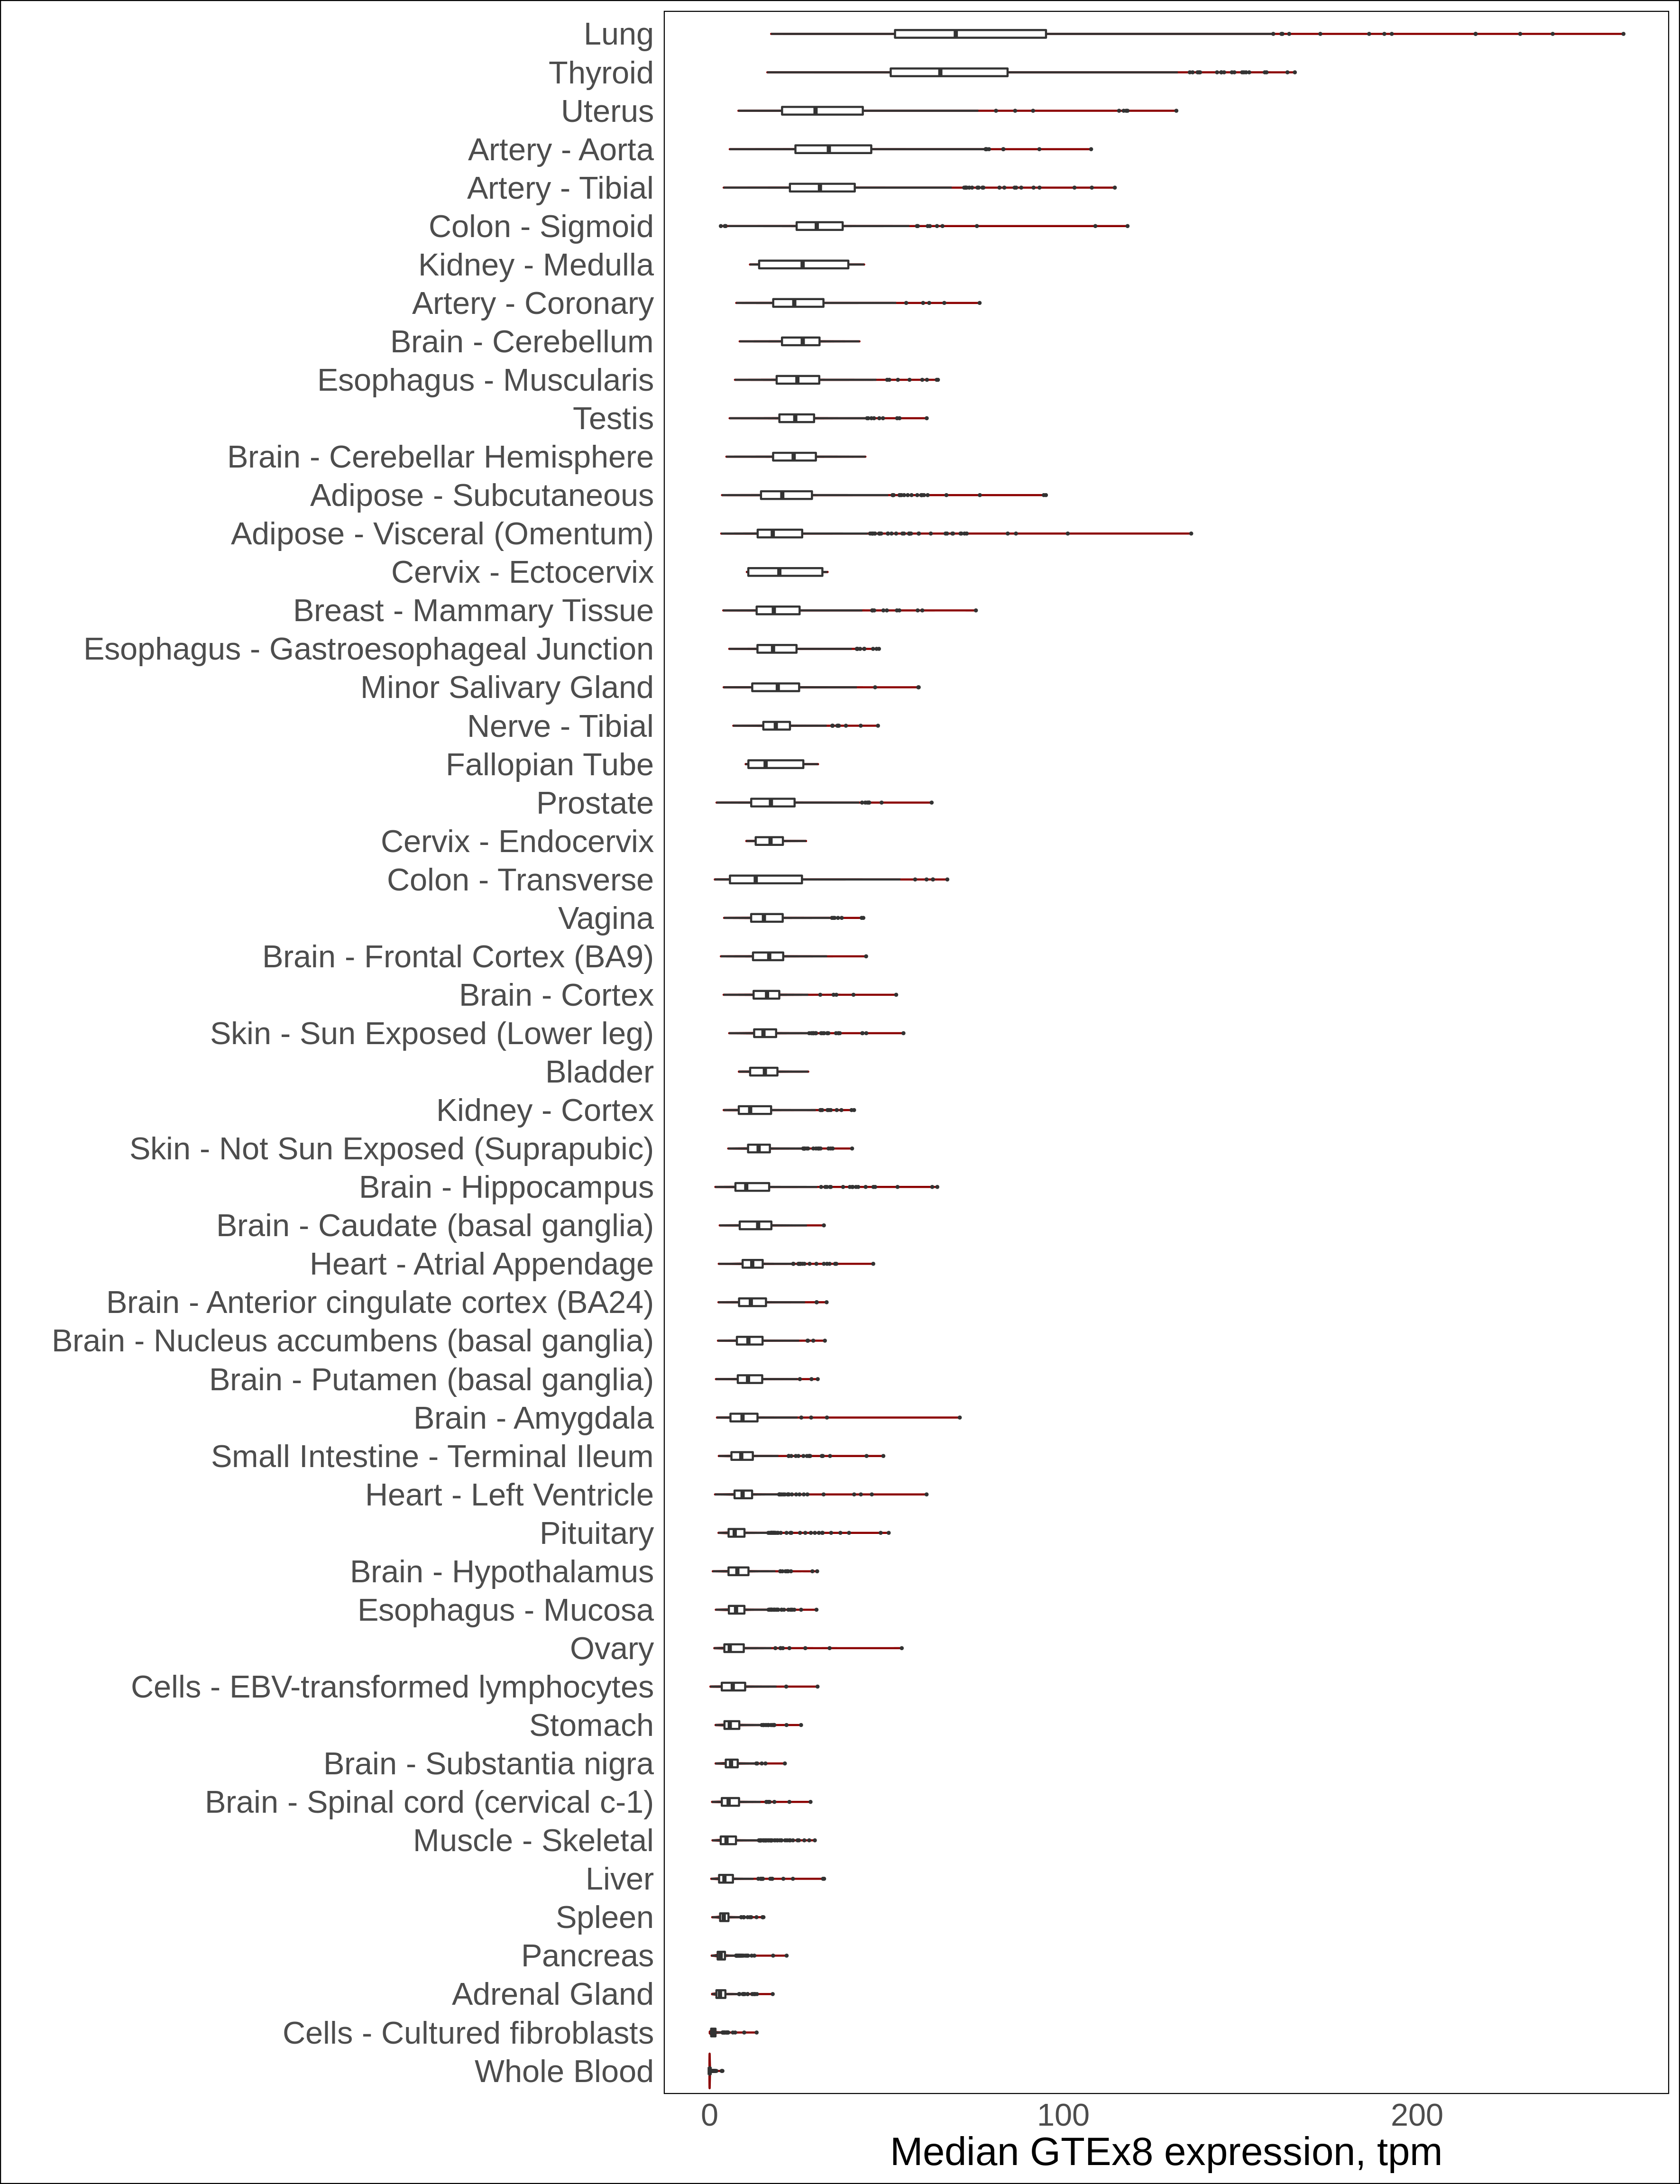 Lung
Thyroid
Uterus
Artery - Aorta
Artery - Tibial
Colon - Sigmoid
Kidney - Medulla
Artery - Coronary
Brain - Cerebellum
Esophagus - Muscularis
Testis
Brain - Cerebellar Hemisphere
Adipose - Subcutaneous
Adipose - Visceral (Omentum)
Cervix - Ectocervix
Breast - Mammary Tissue
Esophagus - Gastroesophageal Junction
Minor Salivary Gland
Nerve - Tibial
Fallopian Tube
Prostate
Cervix - Endocervix
Colon - Transverse
Vagina
Brain - Frontal Cortex (BA9)
Brain - Cortex
Skin - Sun Exposed (Lower leg)
Bladder
Kidney - Cortex
Skin - Not Sun Exposed (Suprapubic)
Brain - Hippocampus
Brain - Caudate (basal ganglia)
Heart - Atrial Appendage
Brain - Anterior cingulate cortex (BA24)
Brain - Nucleus accumbens (basal ganglia)
Brain - Putamen (basal ganglia)
Brain - Amygdala
Small Intestine - Terminal Ileum
Heart - Left Ventricle
Pituitary
Brain - Hypothalamus
Esophagus - Mucosa
Ovary
Cells - EBV-transformed lymphocytes
Stomach
Brain - Substantia nigra
Brain - Spinal cord (cervical c-1)
Muscle - Skeletal
Liver
Spleen
Pancreas
Adrenal Gland
Cells - Cultured fibroblasts
Whole Blood
0 100 200
Median GTEx8 expression, tpm